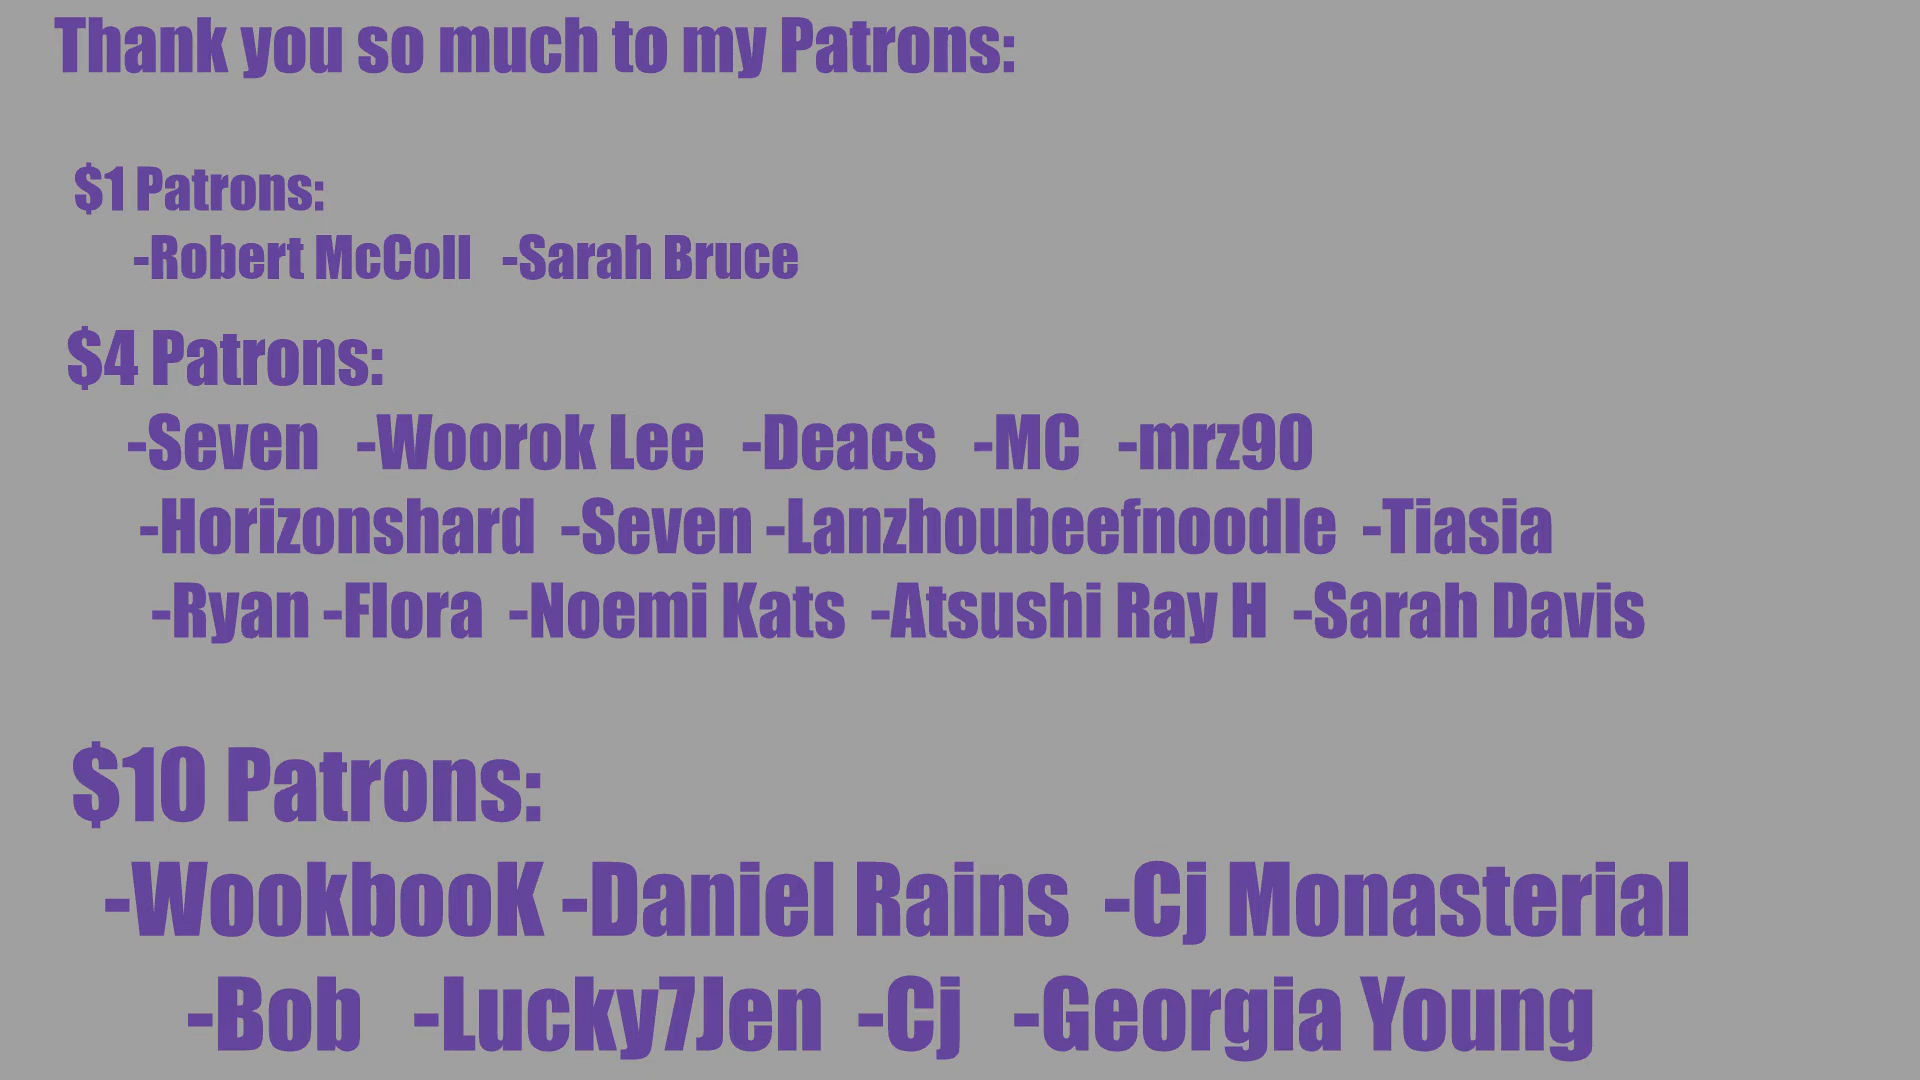 Thank you so much to my Patrons:
$1 Patrons:
-Robert McColl -Sarah Bruce
$4 Patrons:
-Seven -Woorok Lee -Deacs -MC -mrz90
-Horizonshard -Seven -Lanzhoubeefnoodle -Tiasia
-Ryan -Flora -Noemi Kats -Atsushi Ray H -Sarah Davis
$10 Patrons:
-WookbooK -Daniel Rains -Cj Monasterial
-Bob -Lucky7Jen -Cj -Georgia Young